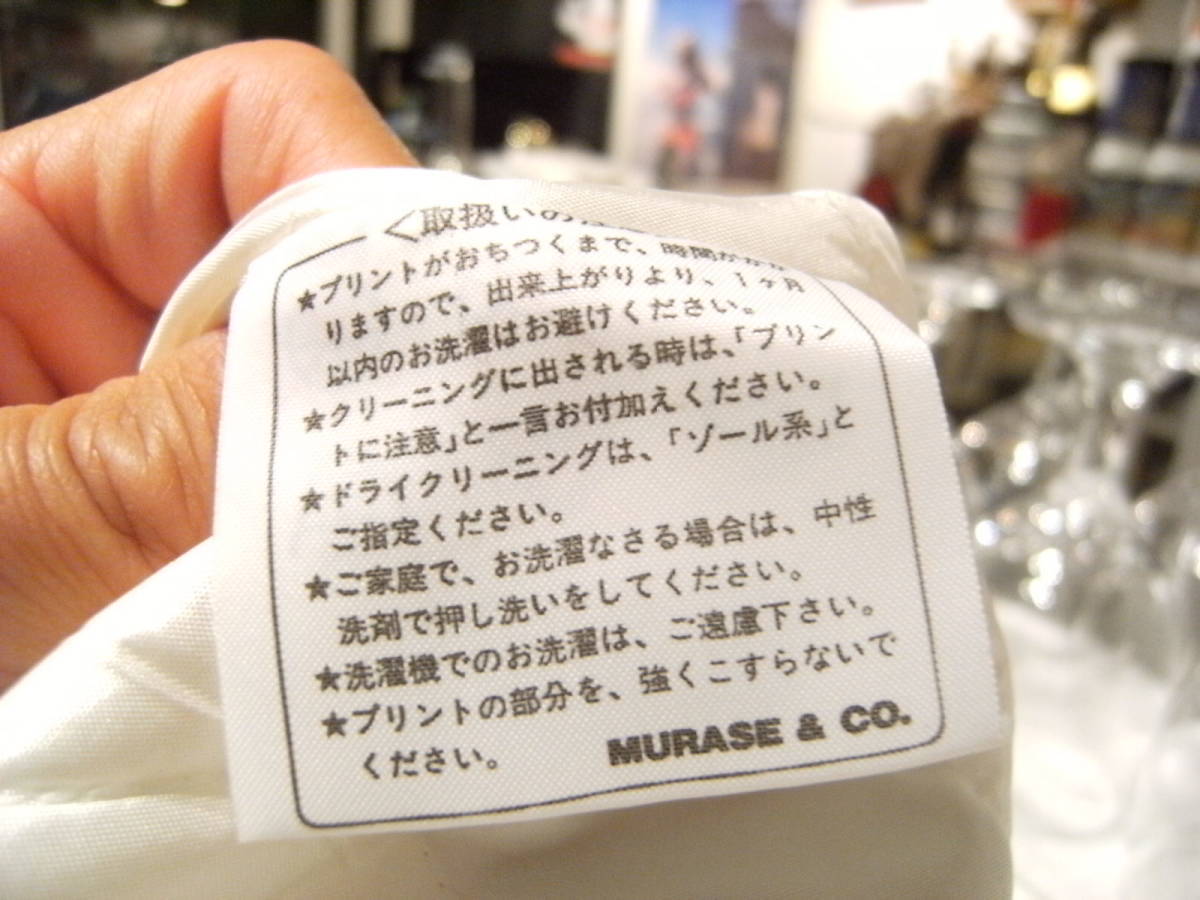 〈取扱いの
★プリントがおちつくまで、時間がかか
りますので、出来上がりより、1ヶ月
以内のお洗濯はお避けください。
★クリーニングに出される時は、「プリン
トに注意」と一言お付加えください。
★ドライクリーニングは、「ゾール系」と
ご指定ください。
★ご家庭で、お洗濯なさる場合は、中性
洗剤で押し洗いをしてください。
★洗濯機でのお洗濯は、ご遠慮下さい。
★プリントの部分を、強くこすらないで
ください。
MURASE & CO.